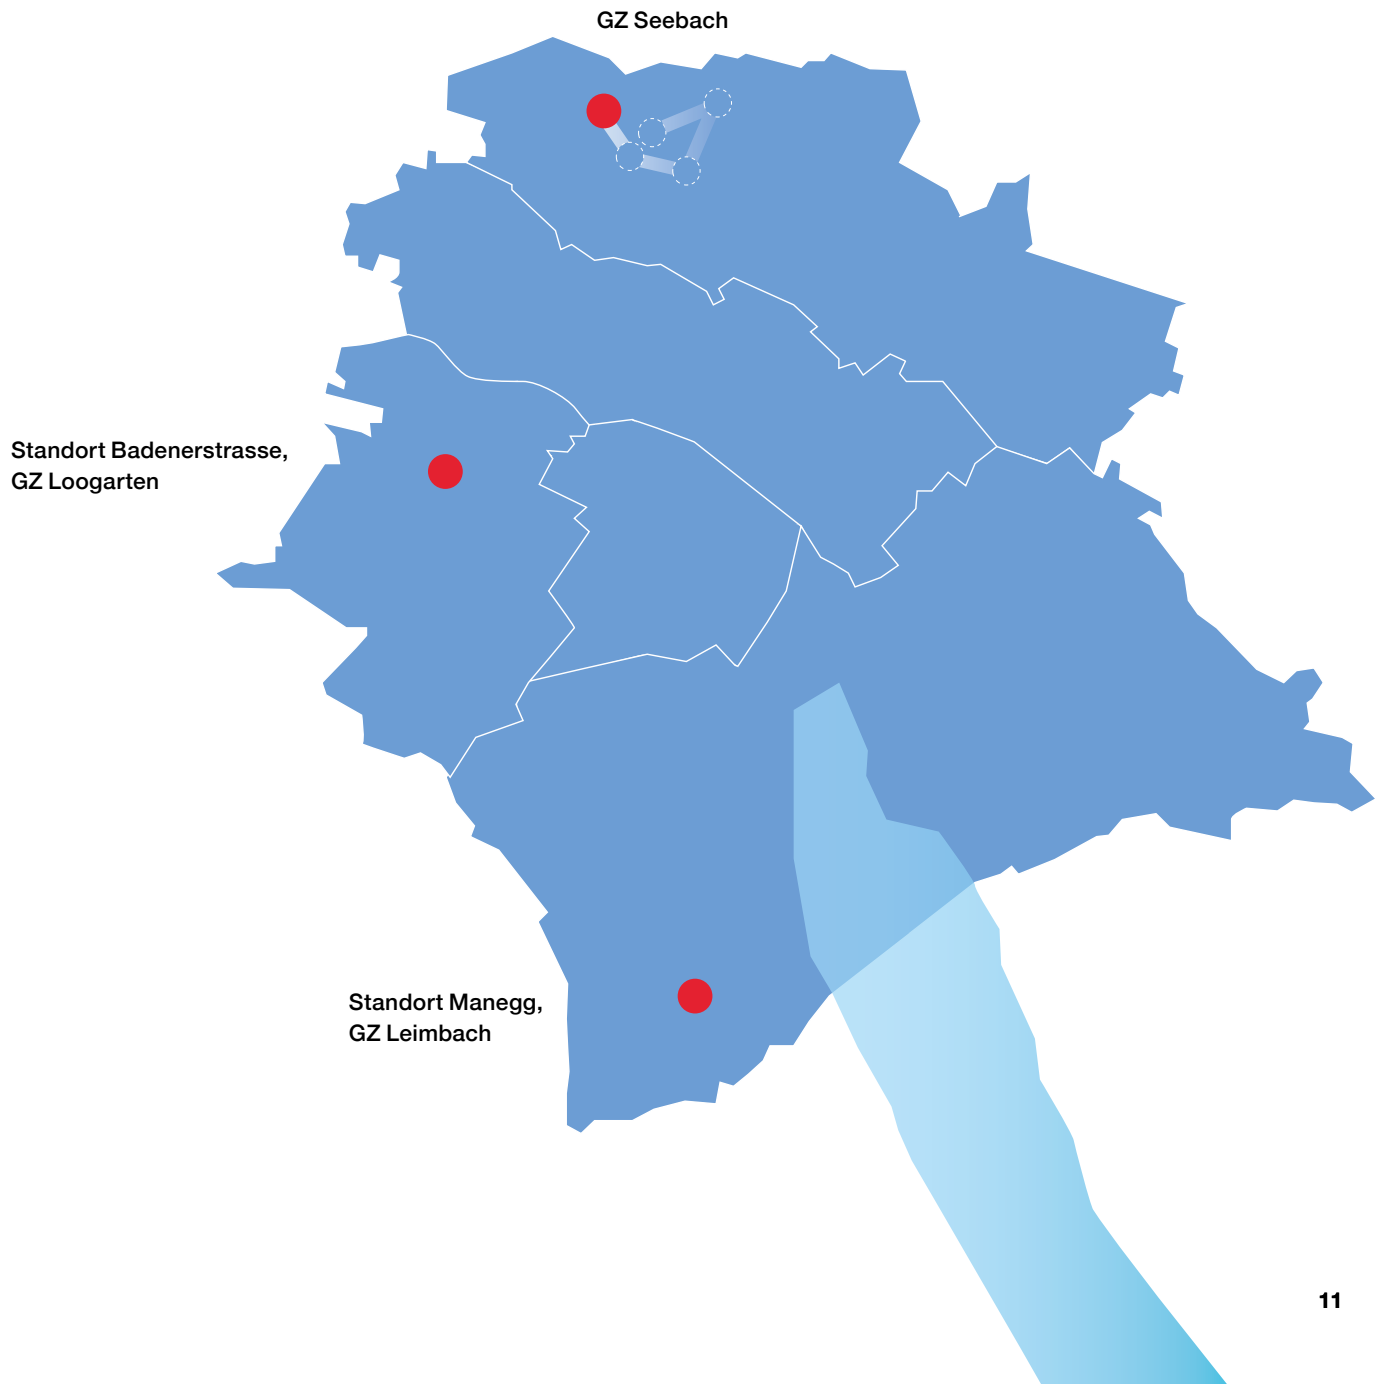 GZ Seebach
Standort Badenerstrasse,
GZ Loogarten
Standort Manegg,
GZ Leimbach
11